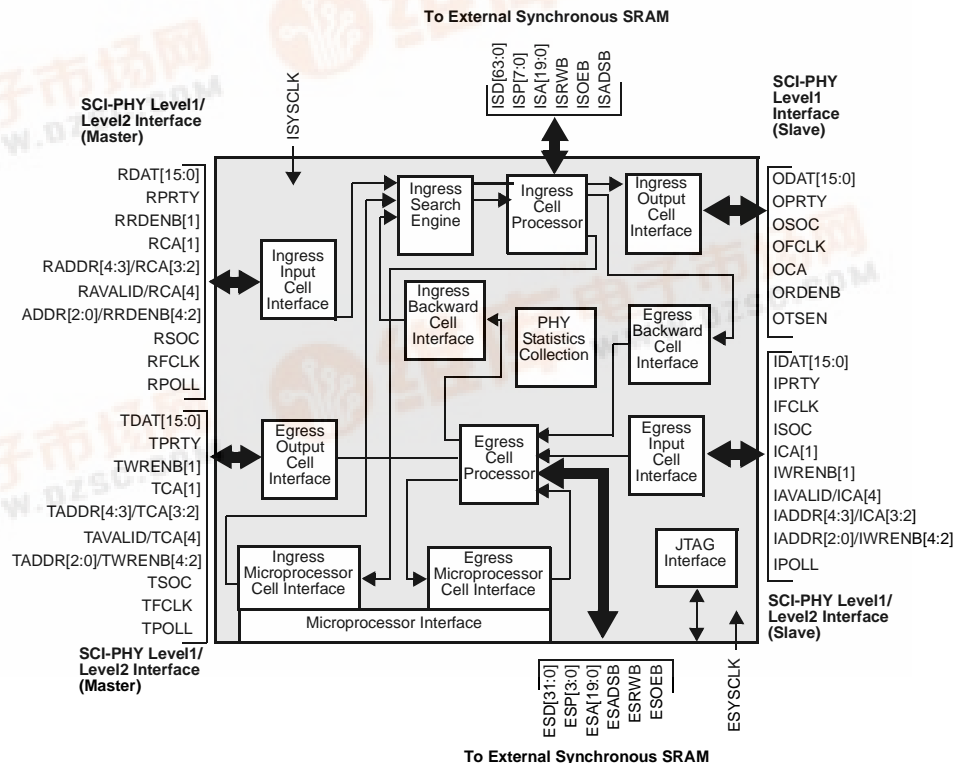 To External Synchronous SRAM
ISD[63:0]
ISP[7:0]
ISA[19:0]
ISRWB
ISOEB
ISADSB
ISYSCLK
SCI-PHY Level1/
Level2 Interface
(Master)
SCI-PHY
Level1
Interface
(Slave)
RDAT[15:0]
RPRTY
RRDENB[1]
RCA[1]
RADDR[4:3]/RCA[3:2]
RAVALID/RCA[4]
ADDR[2:0]/RRDENB[4:2]
RSOC
RFCLK
RPOLL
Ingress
Input
Cell
Interface
Ingress
Search
Engine
Ingress
Cell
Processor
Ingress
Output
Cell
Interface
ODAT[15:0]
OPRTY
OSOC
OFCLK
OCA
ORDENB
OTSEN
Ingress
Backward
Cell
Interface
PHY
Statistics
Collection
Egress
Backward
Cell
Interface
TDAT[15:0]
TPRTY
TWRENB[1]
TCA[1]
TADDR[4:3]/TCA[3:2]
TAVALID/TCA[4]
TADDR[2:0]/TWRENB[4:2]
TSOC
TFCLK
TPOLL
Egress
Output
Cell
Interface
Egress
Cell
Processor
Egress
Input
Cell
Interface
IDAT[15:0]
IPRTY
IFCLK
ISOC
ICA[1]
IWRENB[1]
IAVALID/ICA[4]
IADDR[4:3]/ICA[3:2]
IADDR[2:0]/IWRENB[4:2]
IPOLL
Ingress
Microprocessor
Cell Interface
Egress
Microprocessor
Cell Interface
JTAG
Interface
Microprocessor Interface
SCI-PHY Level1/
Level2 Interface
(Master)
SCI-PHY Level1/
Level2 Interface
(Slave)
ESD[31:0]
ESP[3:0]
ESA[19:0]
ESADSB
ESRWB
ESOEB
ESYSCLK
To External Synchronous SRAM